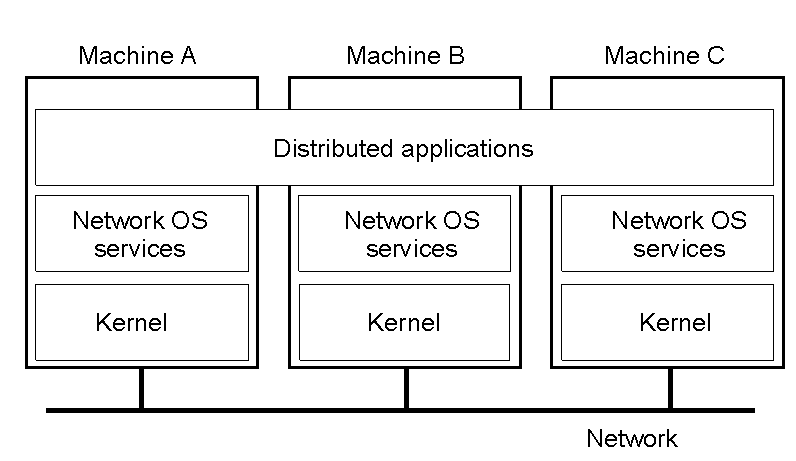 Machine A
Machine B
Machine C
Distributed applications
Network OS
services
Network OS
services
Network OS
services
Kernel
Kernel
Kernel
Network